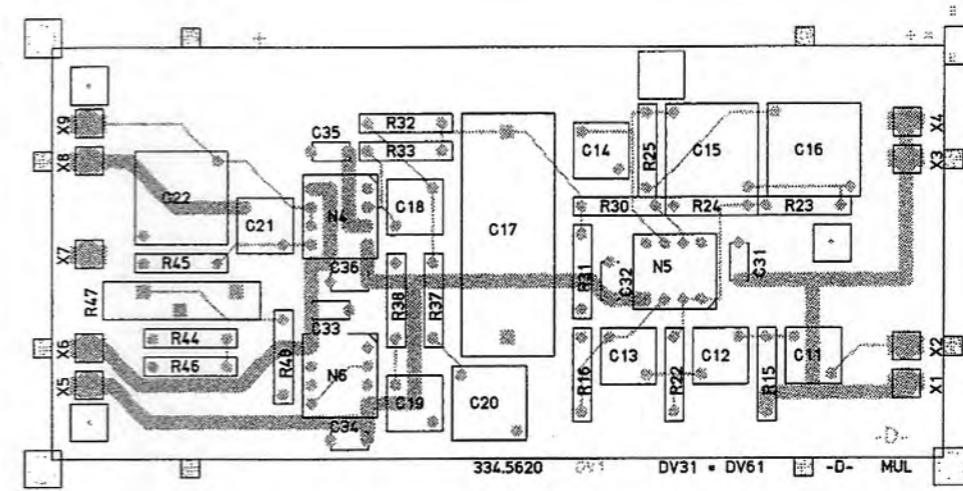 X9
C35
R32
X4
X8
R33
C14
R25
C15
C16
X3
C22
N4
C18
R30
R24
R23
C21
C17
X7
R45
C36
R38
R37
R31
C32
N5
C31
R47
C33
R44
R48
X6
R46
N6
C13
C12
C11
X2
X5
C19
C20
R16
R22
R15
X1
C34
-D-
334.5620 DV1 DV31 = DV61 -D- MUL